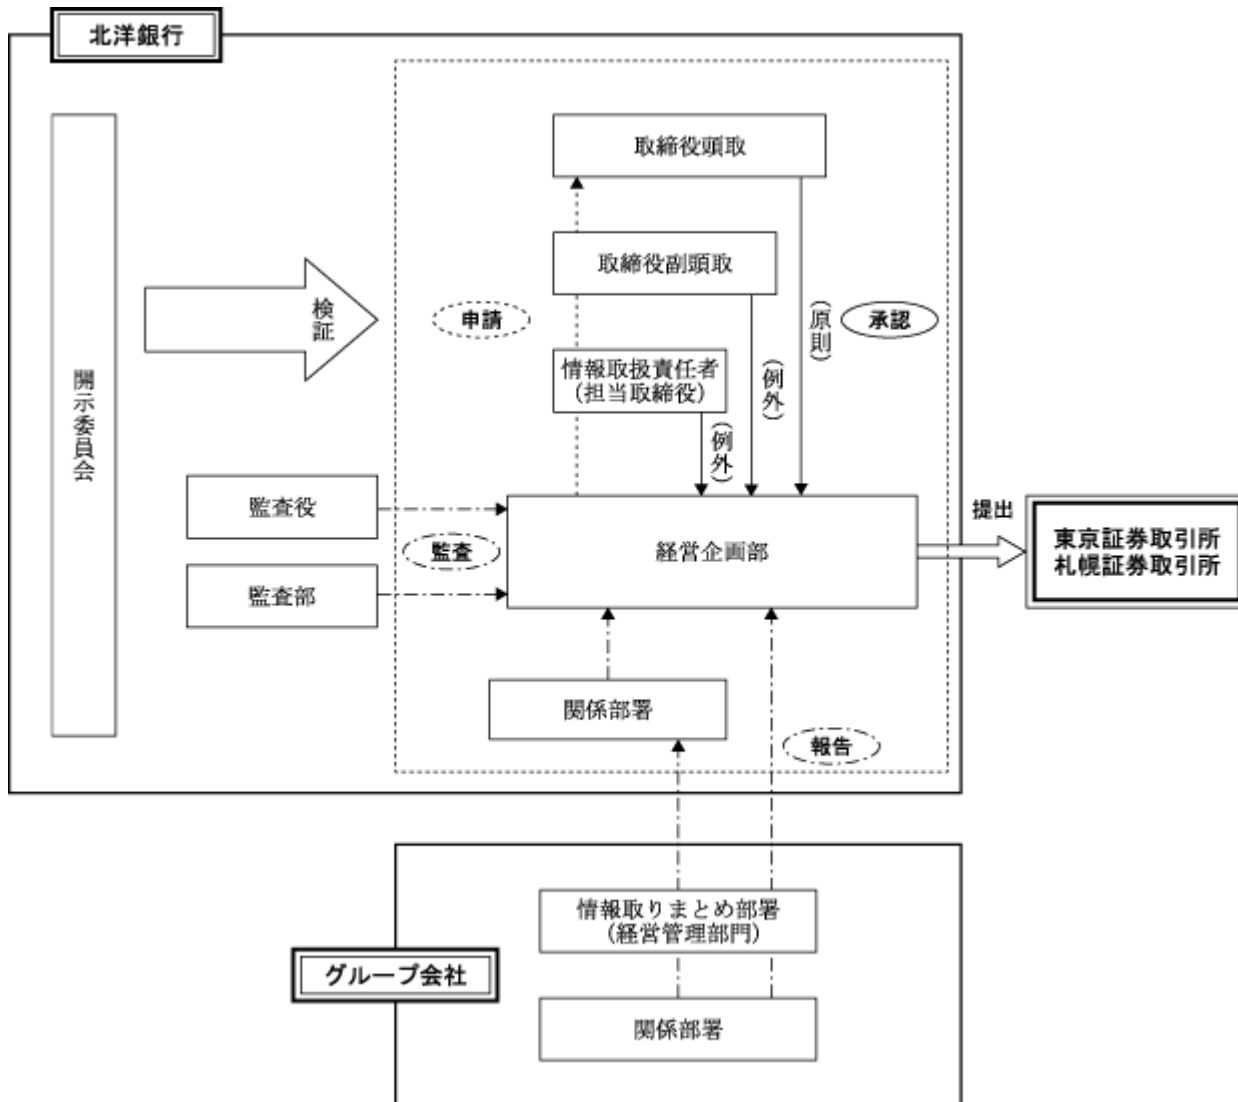 北洋銀行
取締役頭取
取締役副頭取
検証
申請
(原則)
承認
情報取扱責任者
(担当取締役)
(例外)
(例外)
開示委員会
監査役
監査
監査部
経営企画部
提出
東京証券取引所
札幌証券取引所
関係部署
報告
情報取りまとめ部署
(経営管理部門)
グループ会社
関係部署